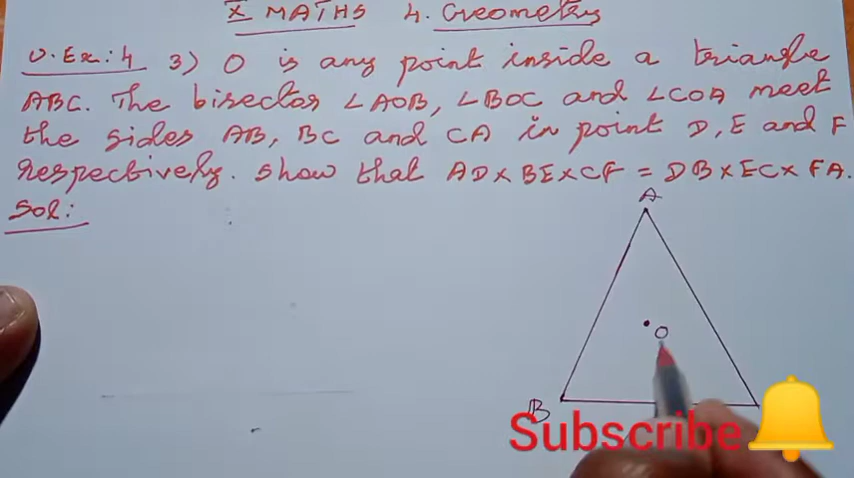 X MATHS 4. Geometry
U.Ex: 4 3) O is any point inside a triangle
ABC. The bisector ∠AOB, ∠BOC and ∠COA meet
the sides AB, BC and CA in point D, E and F
respectively. show that AD×BE×CF = DB×EC×FA.
Sol:
A
O
B
Subscribe